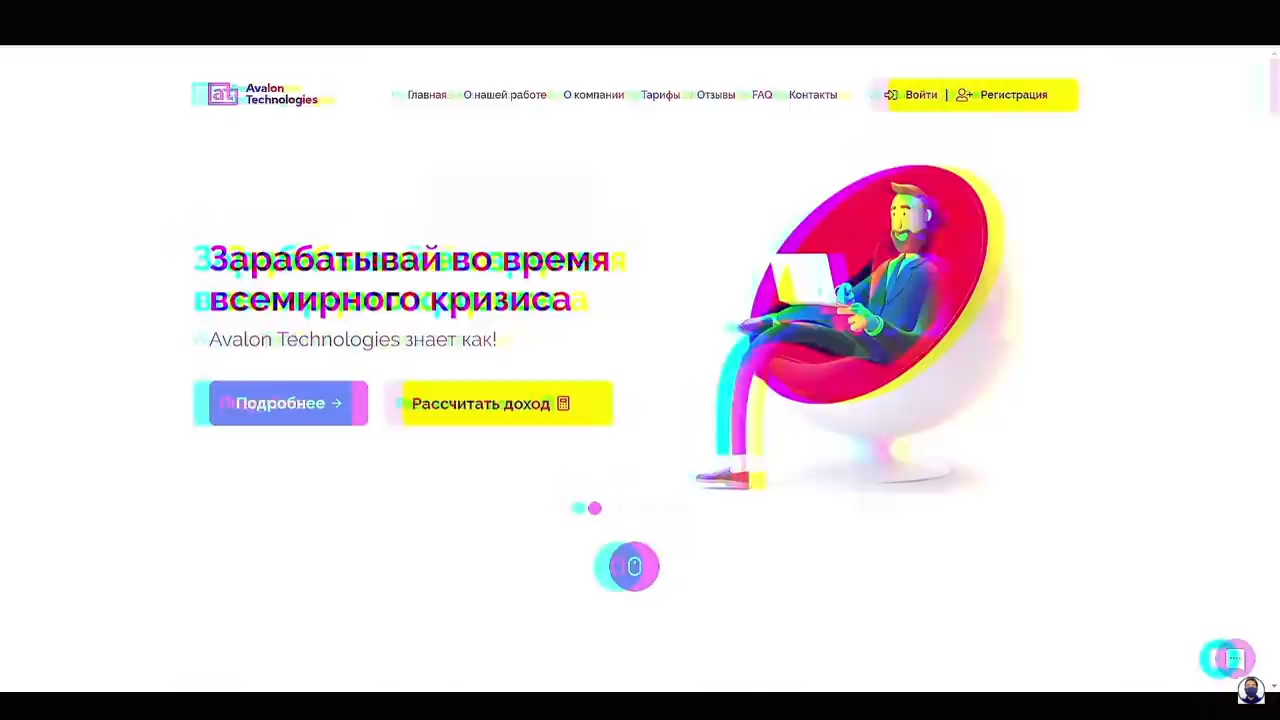 Avalon
Technologies
Главная О нашей работе О компании Тарифы Отзывы FAQ Контакты Войти | Регистрация
Зарабатывай во время
всемирного кризиса
Avalon Technologies знает как!
Подробнее → Рассчитать доход